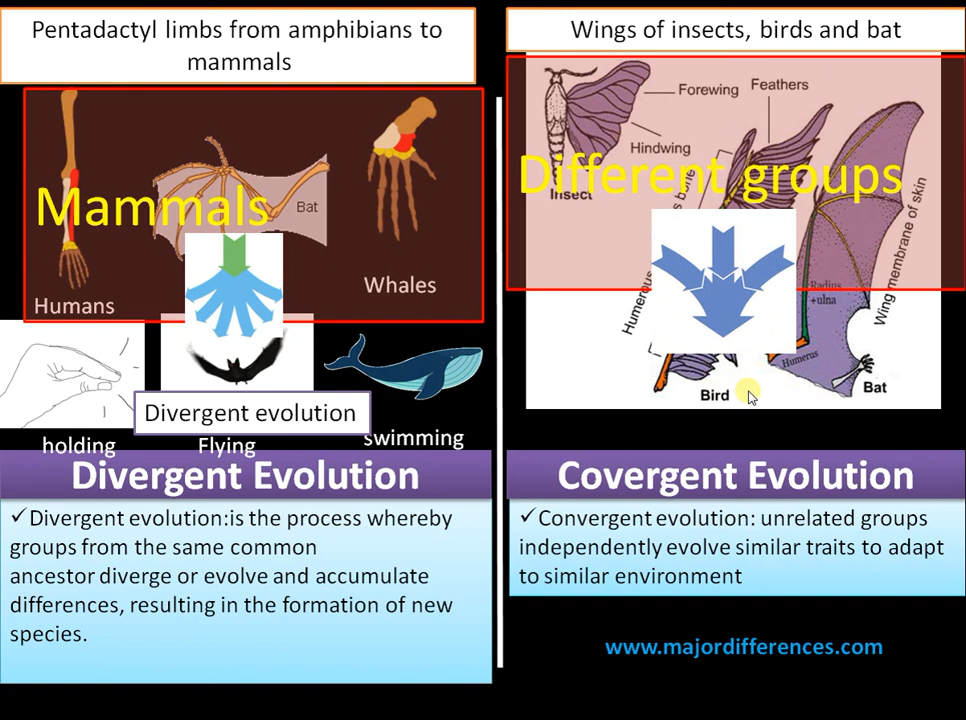 Pentadactyl limbs from amphibians to
mammals
Mammals
Bat
Humans
Whales
holding
Flying
swimming
Divergent evolution
Divergent Evolution
✓Divergent evolution:is the process whereby
groups from the same common
ancestor diverge or evolve and accumulate
differences, resulting in the formation of new
species.
Wings of insects, birds and bat
Forewing
Feathers
Hindwing
Different groups
Insect
bone
Humerous
Radius
+ulna
Wing membrane of skin
Humerus
Bird
Bat
Covergent Evolution
✓Convergent evolution: unrelated groups
independently evolve similar traits to adapt
to similar environment
www.majordifferences.com